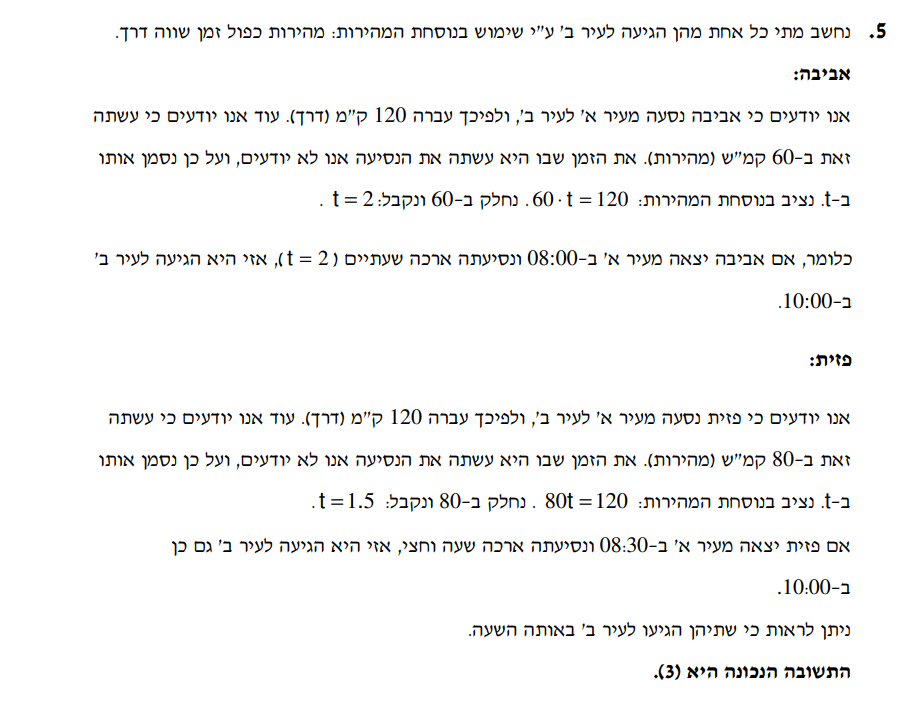 5. נחשב מתי כל אחת מהן הגיעה לעיר ב' ע"י שימוש בנוסחת המהירות: מהירות כפול זמן שווה דרך.
אביבה:
אנו יודעים כי אביבה נסעה מעיר א' לעיר ב', ולפיכך עברה 120 ק"מ (דרך). עוד אנו יודעים כי עשתה
זאת ב-60 קמ"ש (מהירות). את הזמן שבו היא עשתה את הנסיעה אנו לא יודעים, ועל כן נסמן אותו
ב-t. נציב בנוסחת המהירות: 60 · t = 120. נחלק ב-60 ונקבל: t = 2 .
כלומר, אם אביבה יצאה מעיר א' ב-08:00 ונסיעתה ארכה שעתיים (t = 2), אזי היא הגיעה לעיר ב'
ב-10:00.
פזית:
אנו יודעים כי פזית נסעה מעיר א' לעיר ב', ולפיכך עברה 120 ק"מ (דרך). עוד אנו יודעים כי עשתה
זאת ב-80 קמ"ש (מהירות). את הזמן שבו היא עשתה את הנסיעה אנו לא יודעים, ועל כן נסמן אותו
ב-t. נציב בנוסחת המהירות: 80t = 120 . נחלק ב-80 ונקבל: t = 1.5.
אם פזית יצאה מעיר א' ב-08:30 ונסיעתה ארכה שעה וחצי, אזי היא הגיעה לעיר ב' גם כן
ב-10:00.
ניתן לראות כי שתיהן הגיעו לעיר ב' באותה השעה.
התשובה הנכונה היא (3).